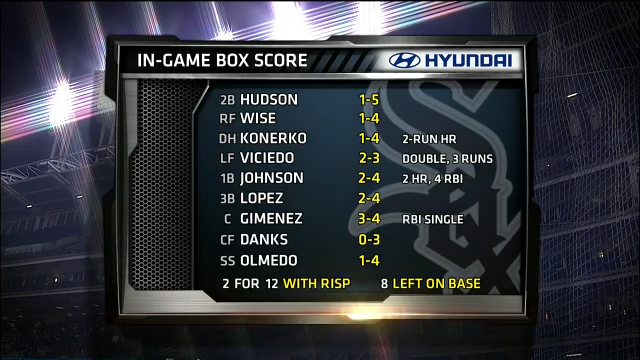 IN-GAME BOX SCORE HYUNDAI
2B HUDSON 1-5
RF WISE 1-4
DH KONERKO 1-4 2-RUN HR
LF VICIEDO 2-3 DOUBLE, 3 RUNS
1B JOHNSON 2-4 2 HR, 4 RBI
3B LOPEZ 2-4
C GIMENEZ 3-4 RBI SINGLE
CF DANKS 0-3
SS OLMEDO 1-4
2 FOR 12 WITH RISP 8 LEFT ON BASE